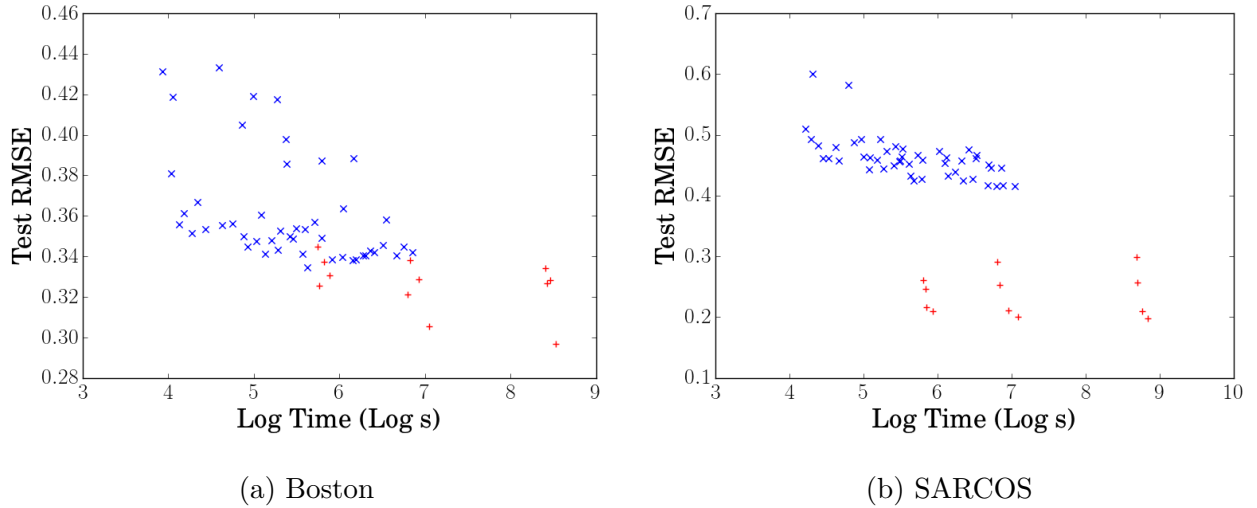 0.46
0.44
0.42
0.40
0.38
0.36
0.34
0.32
0.30
0.28
Test RMSE
3 4 5 6 7 8 9
Log Time (Log s)
(a) Boston
0.7
0.6
0.5
0.4
0.3
0.2
0.1
Test RMSE
3 4 5 6 7 8 9 10
Log Time (Log s)
(b) SARCOS